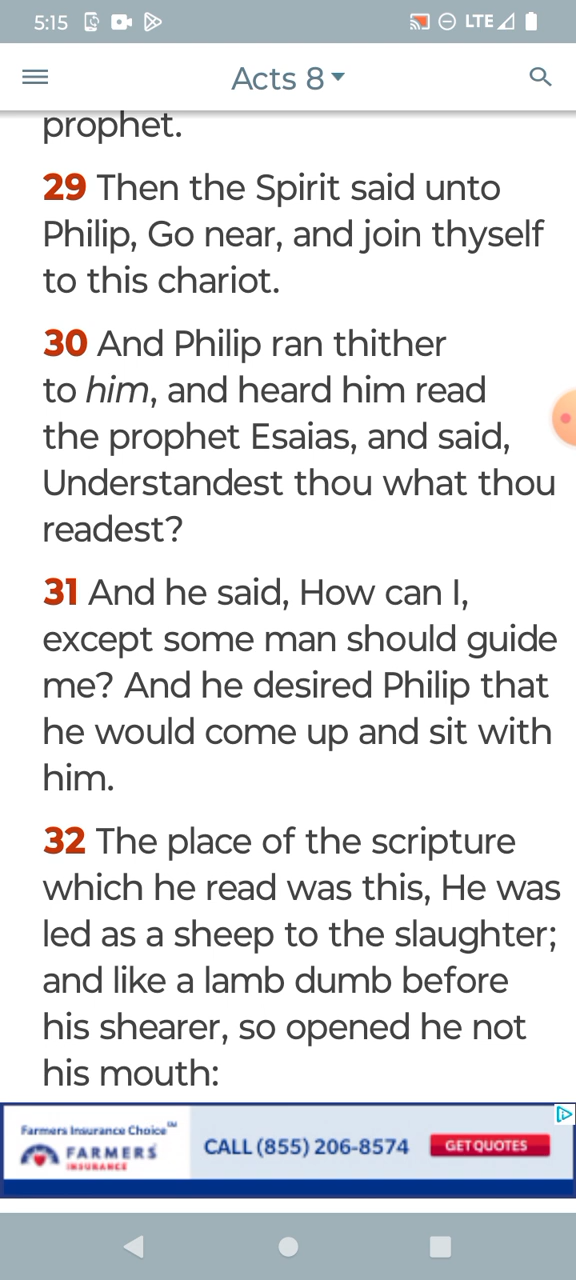 5:15
LTE
Acts 8
prophet.
29 Then the Spirit said unto
Philip, Go near, and join thyself
to this chariot.
30 And Philip ran thither
to him, and heard him read
the prophet Esaias, and said,
Understandest thou what thou
readest?
31 And he said, How can I,
except some man should guide
me? And he desired Philip that
he would come up and sit with
him.
32 The place of the scripture
which he read was this, He was
led as a sheep to the slaughter;
and like a lamb dumb before
his shearer, so opened he not
his mouth:
Farmers Insurance Choice™
FARMERS
INSURANCE
CALL (855) 206-8574
GET QUOTES